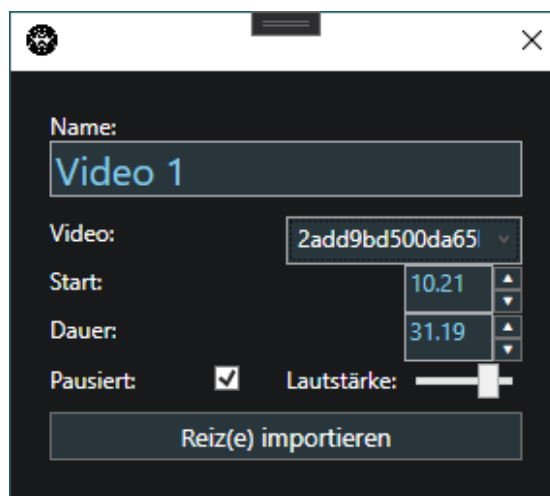 Name:
Video 1
Video: 2add9bd500da65
Start: 10.21
Dauer: 31.19
Pausiert: Lautstärke:
Reiz(e) importieren